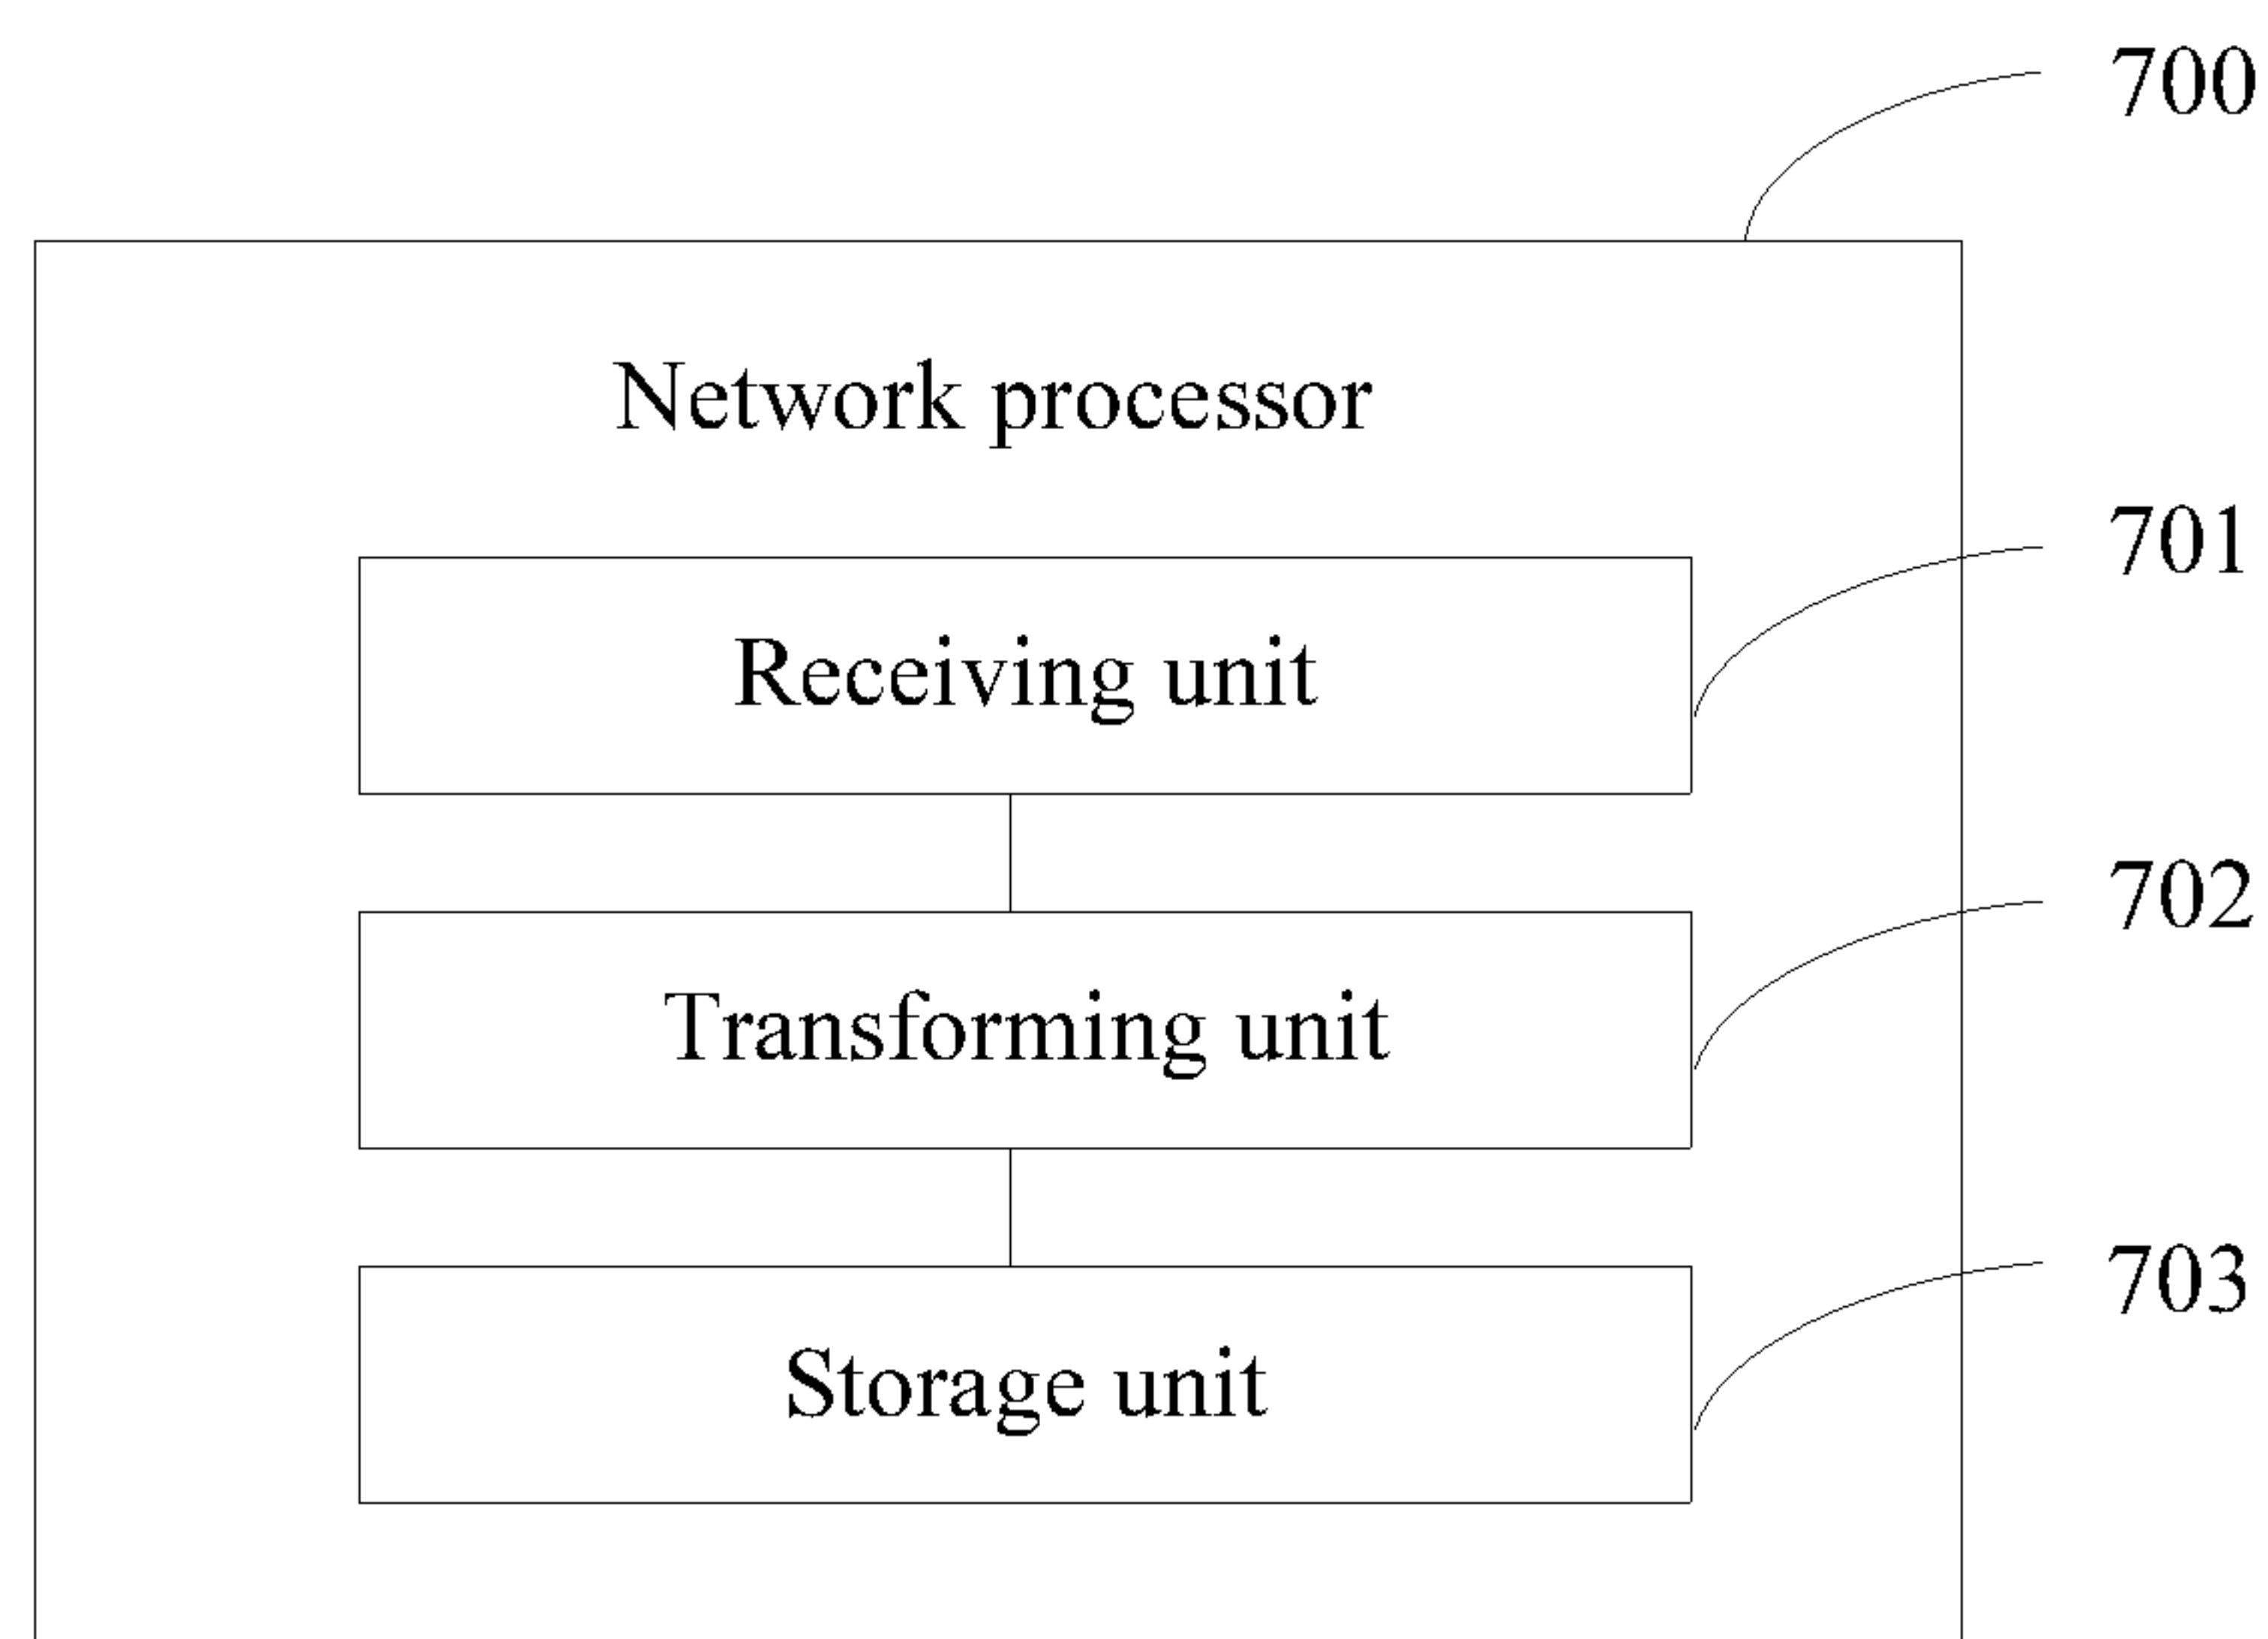 700
Network processor
701
Receiving unit
702
Transforming unit
703
Storage unit